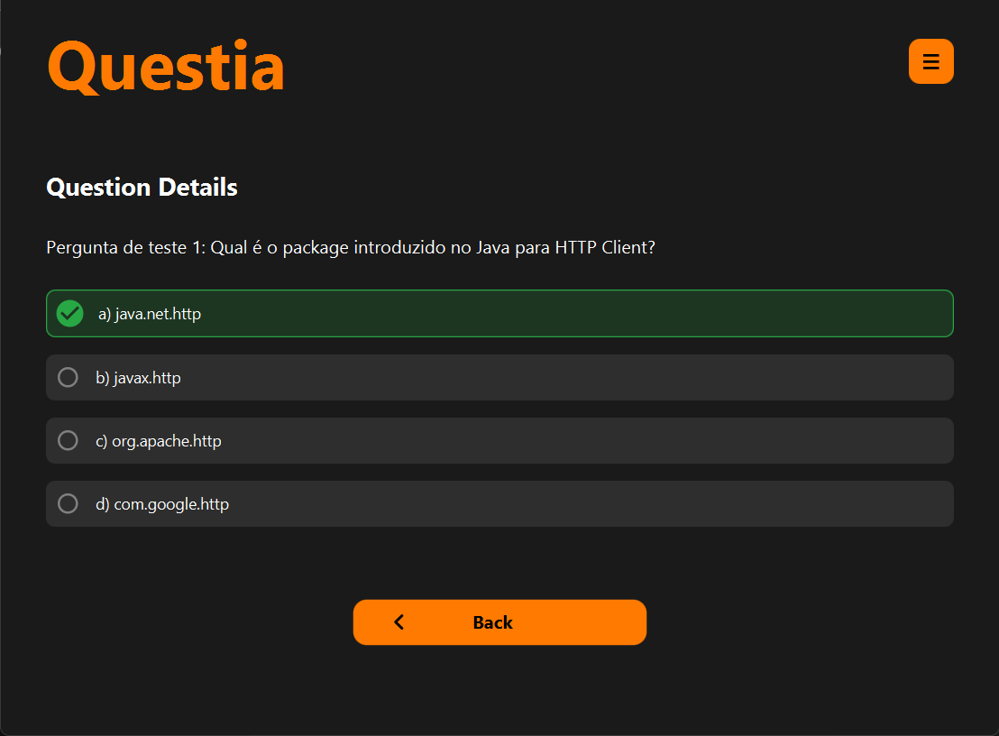 Questia
Question Details
Pergunta de teste 1: Qual é o package introduzido no Java para HTTP Client?
a) java.net.http
b) javax.http
c) org.apache.http
d) com.google.http
Back